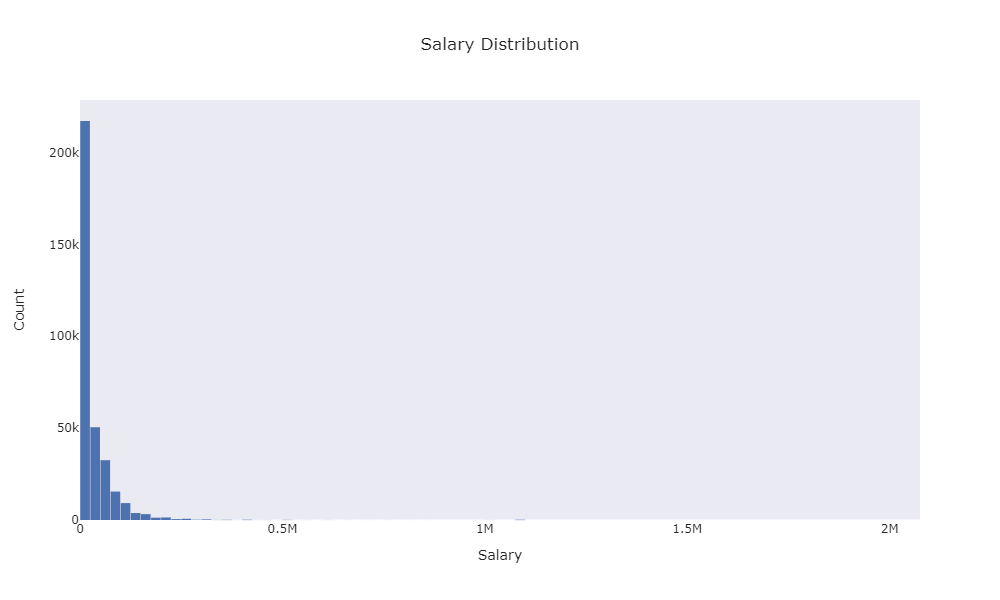 Salary Distribution
200k
150k
100k
50k
0
Count
0 0.5M 1M 1.5M 2M
Salary